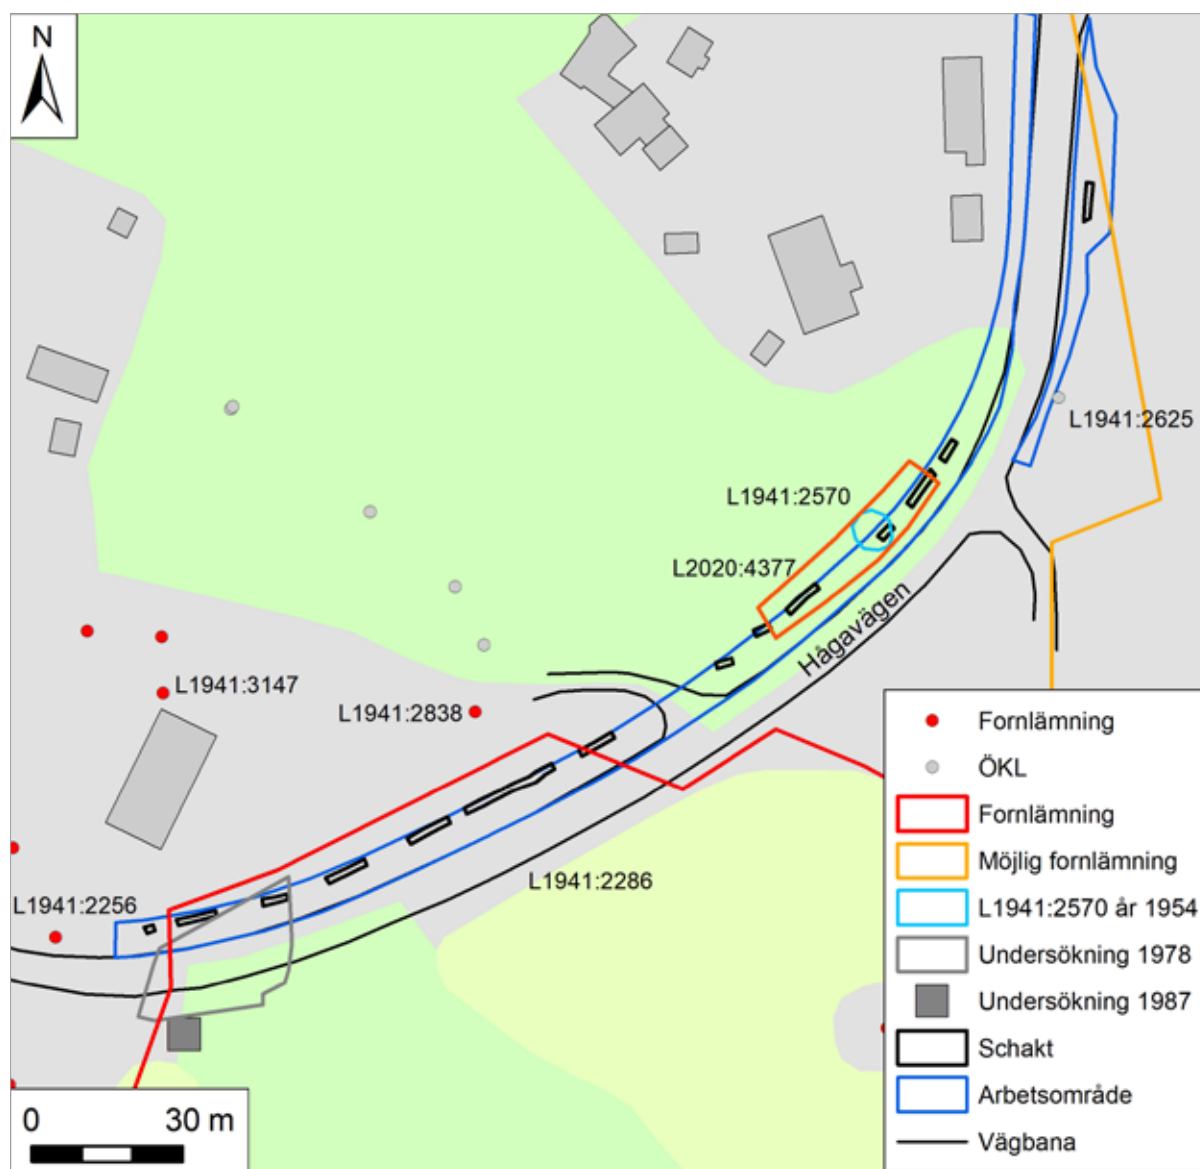 N
L1941:2625
L1941:2570
L2020:4377
Hågavägen
L1941:3147
L1941:2838
L1941:2286
L1941:2256
0 30 m
Fornlämning
ÖKL
Fornlämning
Möjlig fornlämning
L1941:2570 år 1954
Undersökning 1978
Undersökning 1987
Schakt
Arbetsområde
Vägbana